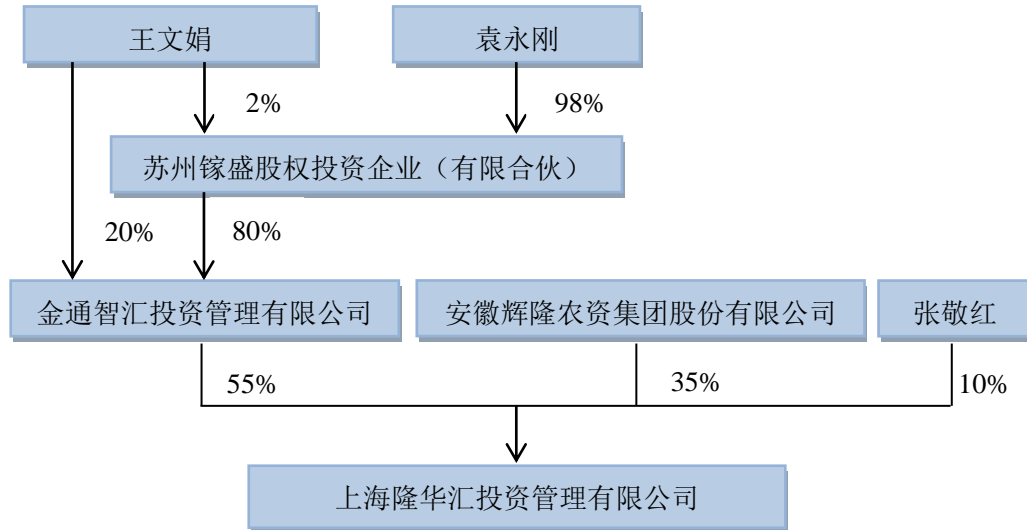 王文娟
袁永刚
2%
98%
苏州镓盛股权投资企业（有限合伙）
20%
80%
金通智汇投资管理有限公司
安徽辉隆农资集团股份有限公司
张敬红
55%
35%
10%
上海隆华汇投资管理有限公司